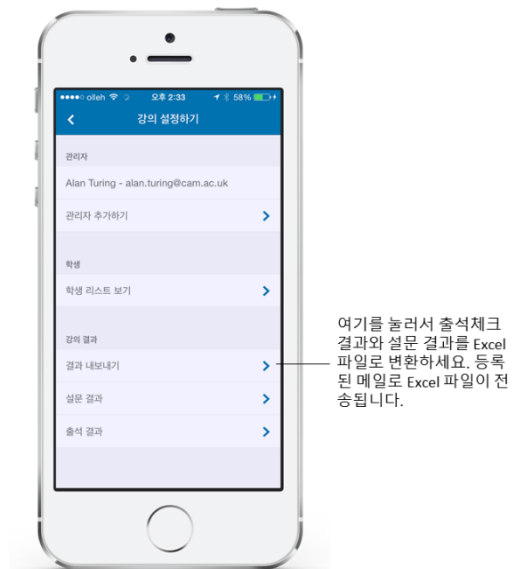 olleh 오후 2:33 58%
강의 설정하기
관리자
Alan Turing - alan.turing@cam.ac.uk
관리자 추가하기
학생
학생 리스트 보기
강의 결과
결과 내보내기
설문 결과
출석 결과
여기를 눌러서 출석체크
결과와 설문 결과를 Excel
파일로 변환하세요. 등록
된 메일로 Excel 파일이 전
송됩니다.